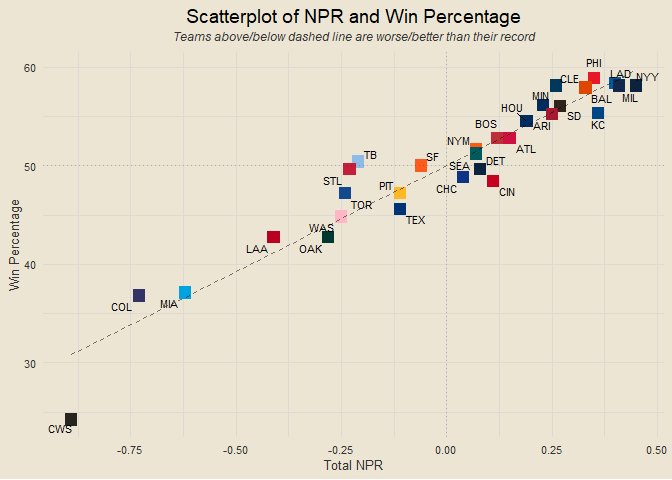 Scatterplot of NPR and Win Percentage
Teams above/below dashed line are worse/better than their record
Win Percentage
60
50
40
30
PHI
CLE
LAD
NYY
MIN
BAL
MIL
HOU
SD
KC
BOS
ARI
NYM
ATL
TB
SF
SEA
DET
STL
PIT
CHC
CIN
TOR
TEX
WAS
LAA
OAK
COL
MIA
CWS
-0.75
-0.50
-0.25
0.00
0.25
0.50
Total NPR